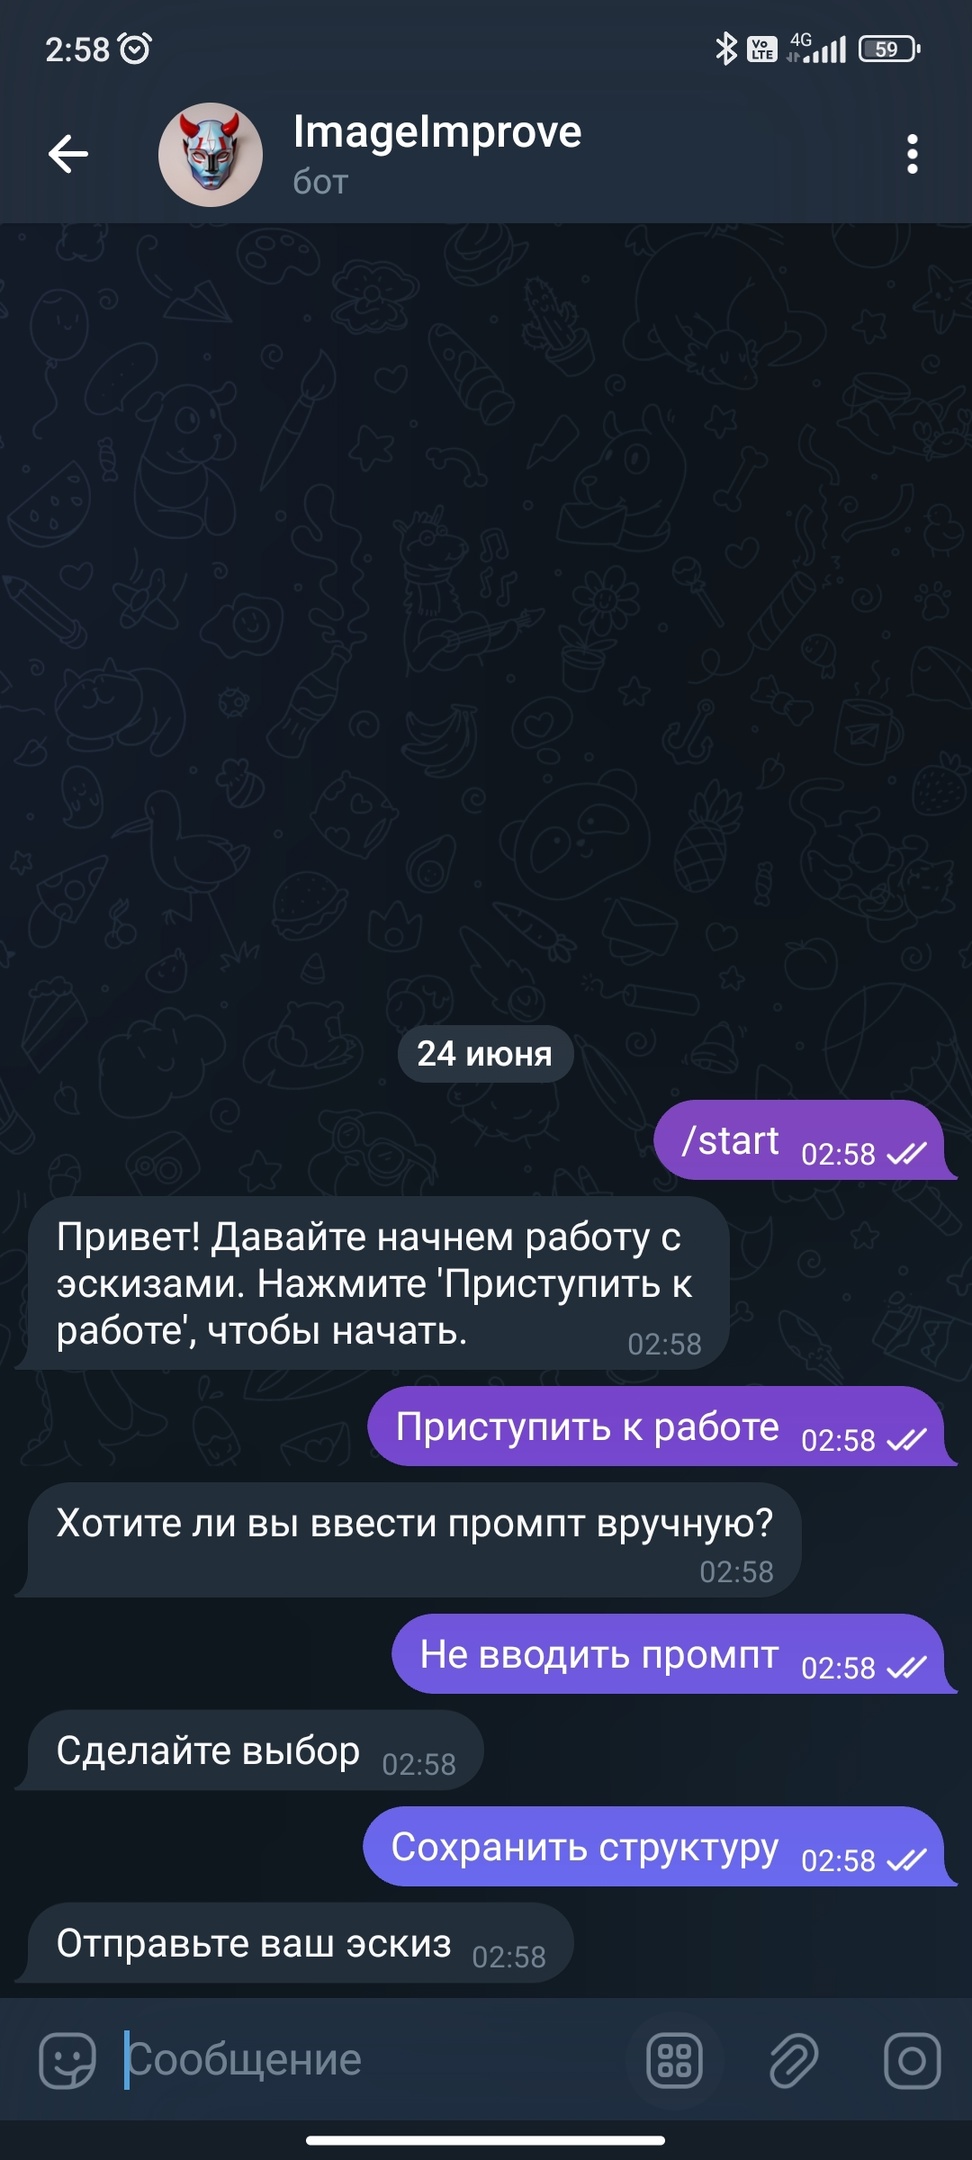 2:58
Vo
LTE
4G
59
ImageImprove
бот
24 июня
/start 02:58
Привет! Давайте начнем работу с
эскизами. Нажмите 'Приступить к
работе', чтобы начать. 02:58
Приступить к работе 02:58
Хотите ли вы ввести промпт вручную?
02:58
Не вводить промпт 02:58
Сделайте выбор 02:58
Сохранить структуру 02:58
Отправьте ваш эскиз 02:58
Сообщение